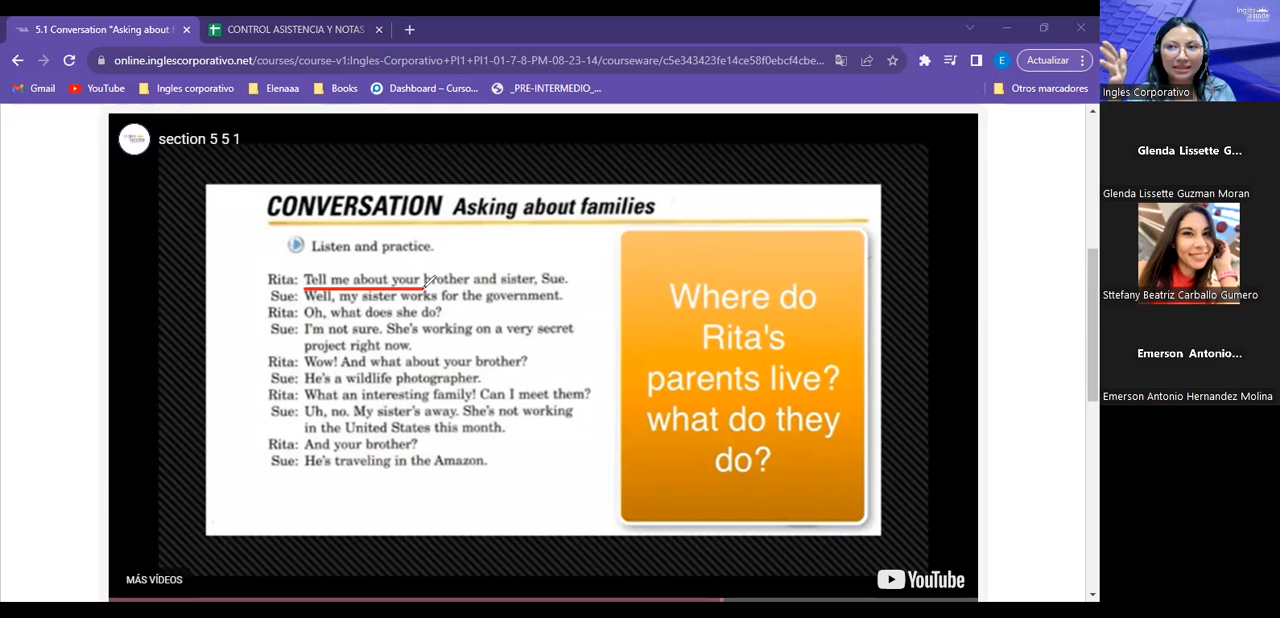 5.1 Conversation "Asking about f
CONTROL ASISTENCIA Y NOTAS
online.inglescorporativo.net/courses/course-v1:Ingles-Corporativo+PI1+PI1-01-7-8-PM-08-23-14/courseware/c5e343423fe14ce58f0ebcf4cbe...
E
Actualizar
Gmail
YouTube
Ingles corporativo
Elenaaa
Books
Dashboard – Curso...
_PRE-INTERMEDIO_...
Otros marcadores
section 5 5 1
CONVERSATION Asking about families
Listen and practice.
Rita: Tell me about your brother and sister, Sue.
Sue: Well, my sister works for the government.
Rita: Oh, what does she do?
Sue: I'm not sure. She's working on a very secret
project right now.
Rita: Wow! And what about your brother?
Sue: He's a wildlife photographer.
Rita: What an interesting family! Can I meet them?
Sue: Uh, no. My sister's away. She's not working
in the United States this month.
Rita: And your brother?
Sue: He's traveling in the Amazon.
Where do
Rita's
parents live?
what do they
do?
MÁS VÍDEOS
YouTube
Ingles Corporativo
Glenda Lissette G...
Glenda Lissette Guzman Moran
Sttefany Beatriz Carballo Gumero
Emerson Antonio...
Emerson Antonio Hernandez Molina